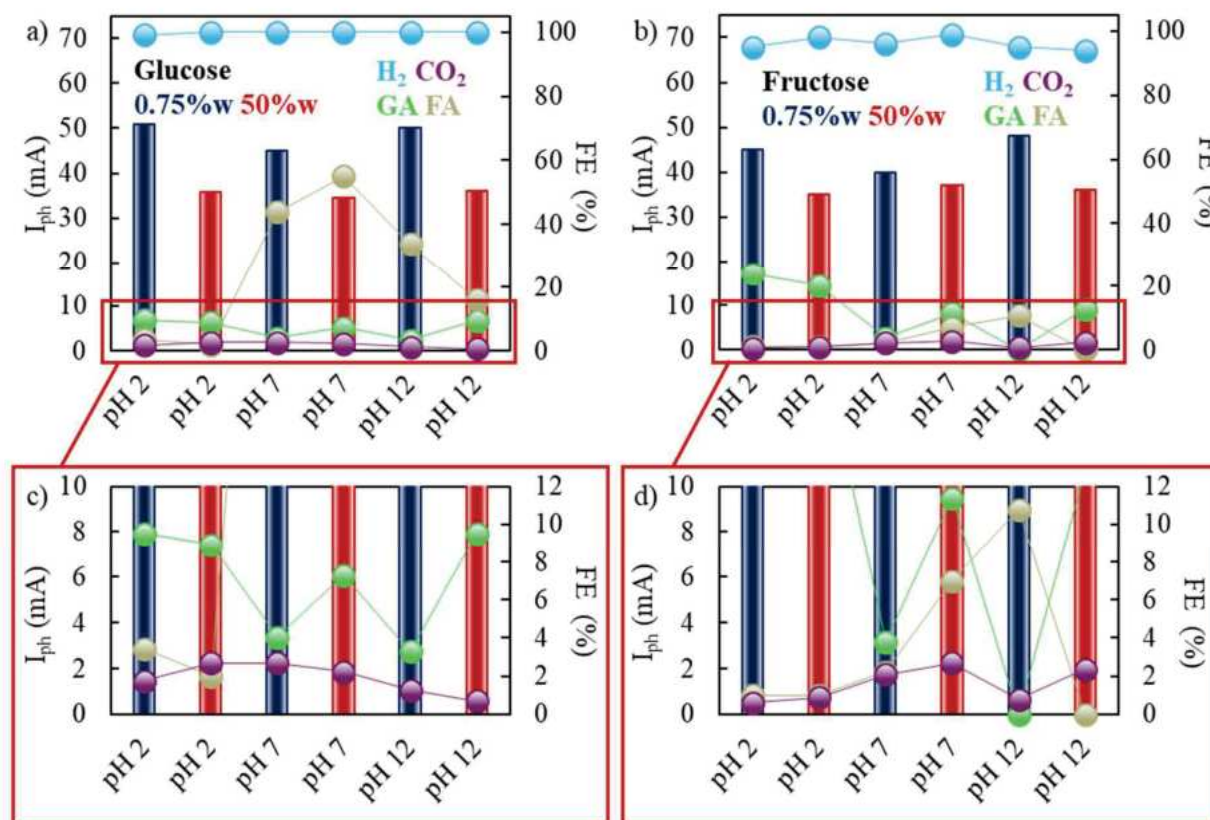 a)
Glucose
0.75%w 50%w
H₂ CO₂
GA FA
I_ph (mA)
70
60
50
40
30
20
10
0
FE (%)
100
80
60
40
20
0
pH 2
pH 2
pH 7
pH 7
pH 12
pH 12
b)
Fructose
0.75%w 50%w
H₂ CO₂
GA FA
I_ph (mA)
70
60
50
40
30
20
10
0
FE (%)
100
80
60
40
20
0
pH 2
pH 2
pH 7
pH 7
pH 12
pH 12
c)
I_ph (mA)
10
8
6
4
2
0
FE (%)
12
10
8
6
4
2
0
pH 2
pH 2
pH 7
pH 7
pH 12
pH 12
d)
I_ph (mA)
10
8
6
4
2
0
FE (%)
12
10
8
6
4
2
0
pH 2
pH 2
pH 7
pH 7
pH 12
pH 12